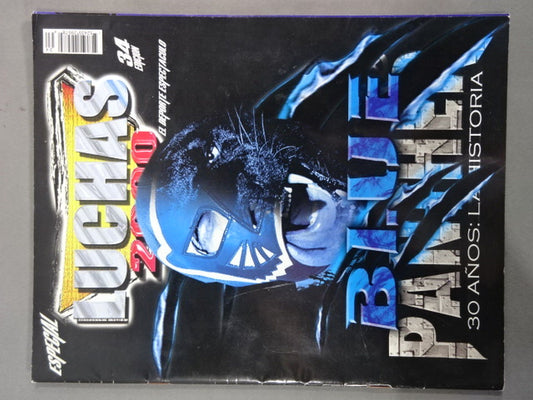 Especial
LUCHAS
2000
EL DEPORTE ESPECTACULO
34
BLUE
PANTHER
30 AÑOS: LA HISTORIA